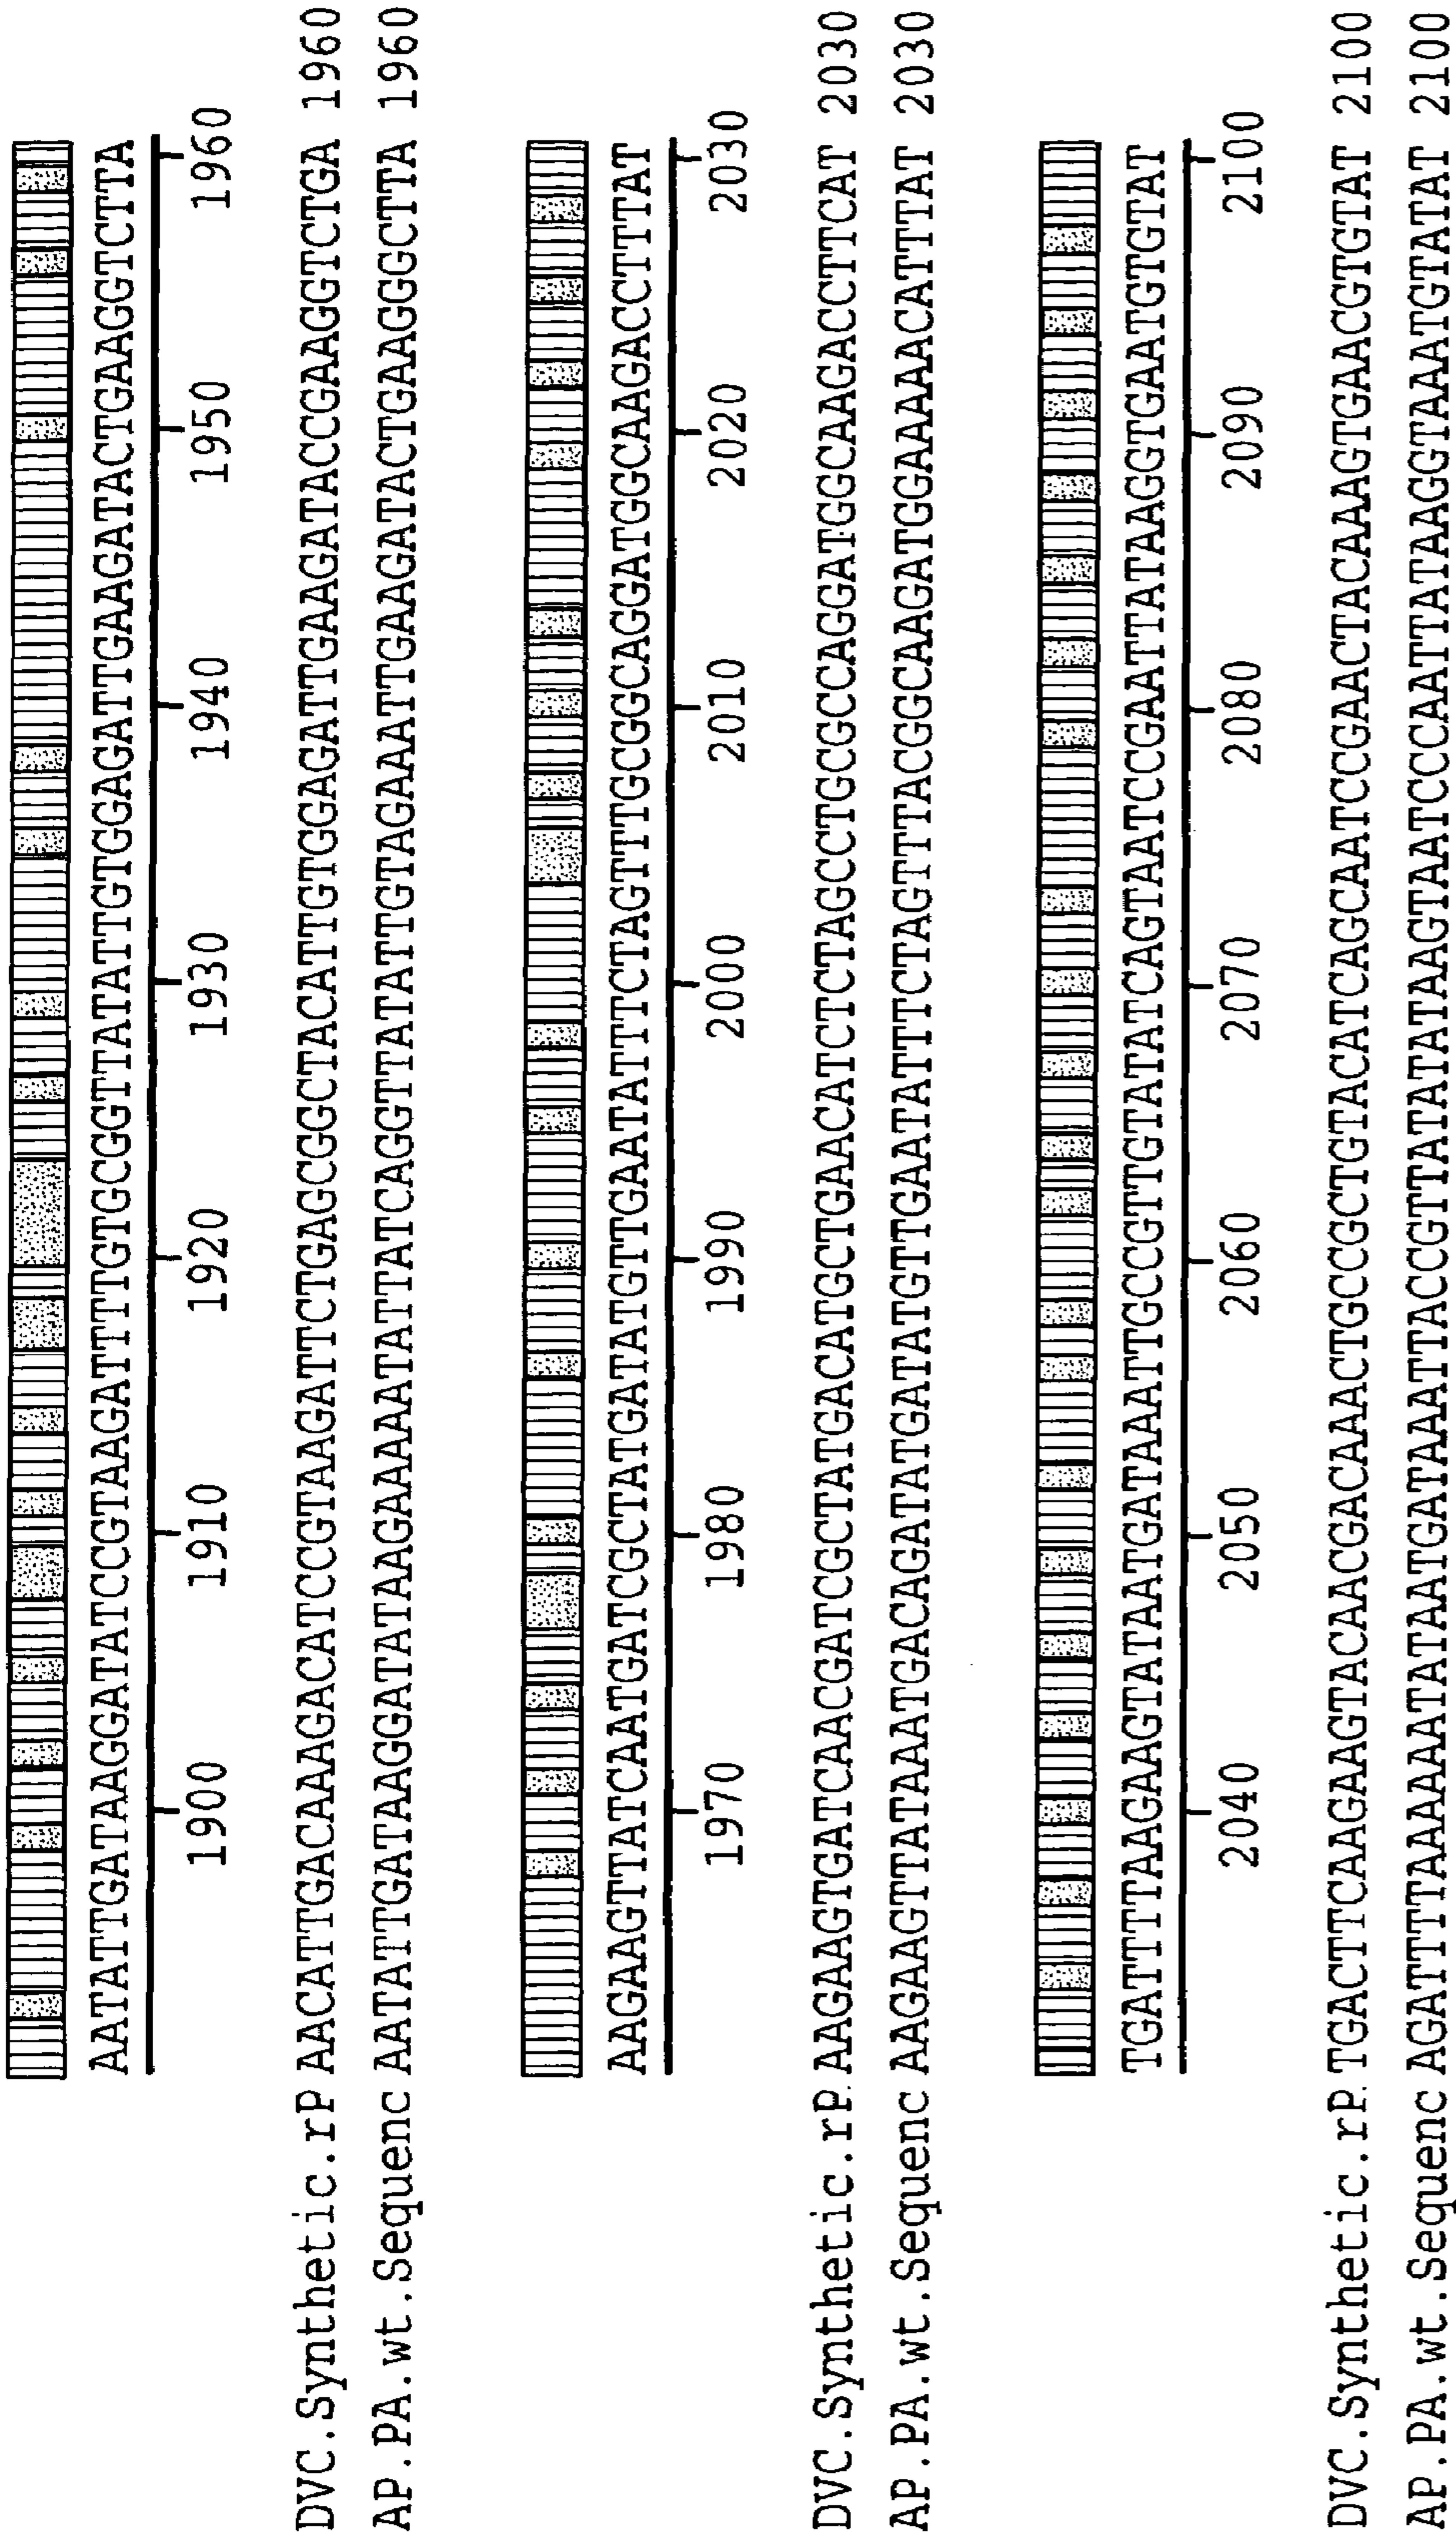 AATATTGATAAGGATATCCGTAAGATTTTGTGCGGTTATATTGTGGAGATTGAAGATACTGAAGGTCTTA
1900 1910 1920 1930 1940 1950 1960
DVC.Synthetic.rP AACATTGACAAAGACATCCGTAAGATTCTGAGCGGCTACATTGTGGAGATTGAAGATACCGAAGGTCTGA 1960
AP.PA.wt.Sequenc AATATTGATAAGGATATAAGAAAAATATTATCAGGTTATATTGTAGAAATTGAAGATACTGAAGGGCTTA 1960
AAGAAGTTATCAATGATCGCTATGATATGTTGAATATTTCTAGTTTGCGGCAGGATGGCAAGACCTTTAT
1970 1980 1990 2000 2010 2020 2030
DVC.Synthetic.rP. AAGAAGTGATCAACGATCGCTATGACATGCTGAACATCTCTAGCCTGCGCCAGGATGGCAAGACCTTCAT 2030
AP.PA.wt.Sequenc AAGAAGTTATAAATGACAGATATGATATGTTGAATATTTCTAGTTTACGGCAAGATGGAAAAACATTTAT 2030
TGATTTTAAGAAGTATAATGATAAATTGCCGTTGTATATCAGTAATCCGAATTATAAGGTGAATGTGTAT
2040 2050 2060 2070 2080 2090 2100
DVC.Synthetic.rP. TGACTTCAAGAAGTACAACGACAAACTGCCGCTGTACATCAGCAATCCGAACTACAAAGTGAACGTGTAT 2100
AP.PA.wt.Sequenc AGATTTTAAAAAATATAATGATAAATTACCGTTATATATAAGTAATCCCAATTATAAGGTAAATGTATAT 2100